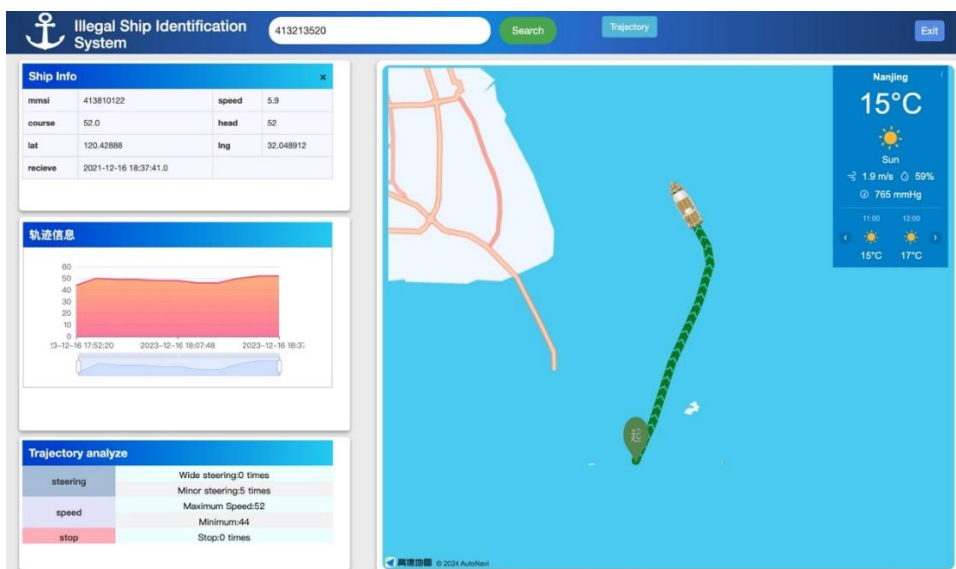 Illegal Ship Identification
System
413213520
Search
Trajectory
Exit
Ship Info
×
mmsi 413810122 speed 5.9
course 52.0 head 52
lat 120.42888 lng 32.048912
recieve 2021-12-16 18:37:41.0
轨迹信息
60
50
40
30
20
10
0
2023-12-16 18:07:48
Trajectory analyze
steering
Wide steering:0 times
Minor steering:5 times
speed
Maximum Speed:52
Minimum:44
stop
Stop:0 times
起
Nanjing
15°C
Sun
1.9 m/s 59%
765 mmHg
11:00 12:00
15°C 17°C
高德地圖 © 2024 AutoNavi